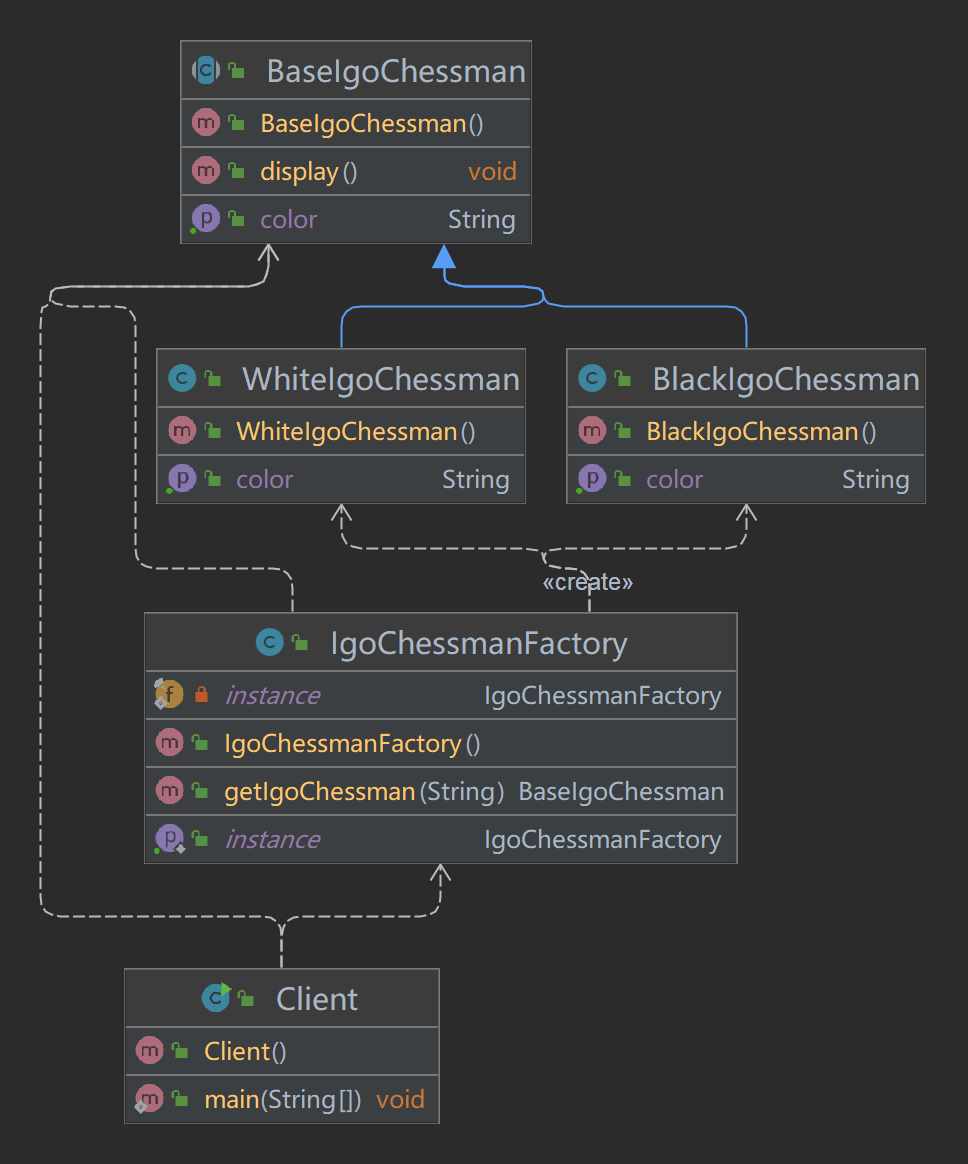 BaseIgoChessman
BaseIgoChessman()
display() void
color String
WhiteIgoChessman
WhiteIgoChessman()
color String
BlackIgoChessman
BlackIgoChessman()
color String
«create»
IgoChessmanFactory
instance IgoChessmanFactory
IgoChessmanFactory()
getIgoChessman(String) BaseIgoChessman
instance IgoChessmanFactory
Client
Client()
main(String[]) void